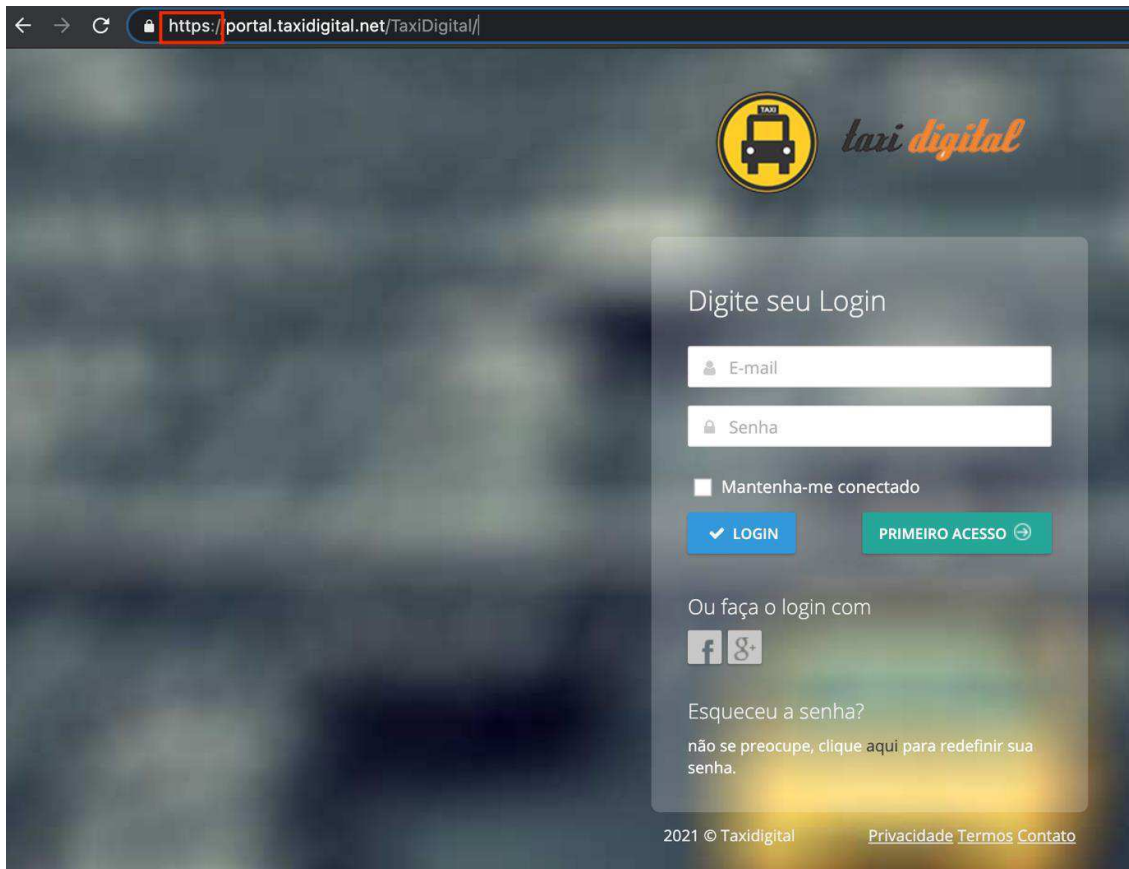 https://portal.taxidigital.net/TaxiDigital/
TAXI
taxi digital
Digite seu Login
E-mail
Senha
Mantenha-me conectado
LOGIN
PRIMEIRO ACESSO
Ou faça o login com
f g+
Esqueceu a senha?
não se preocupe, clique aqui para redefinir sua
senha.
2021 © Taxidigital
Privacidade Termos Contato